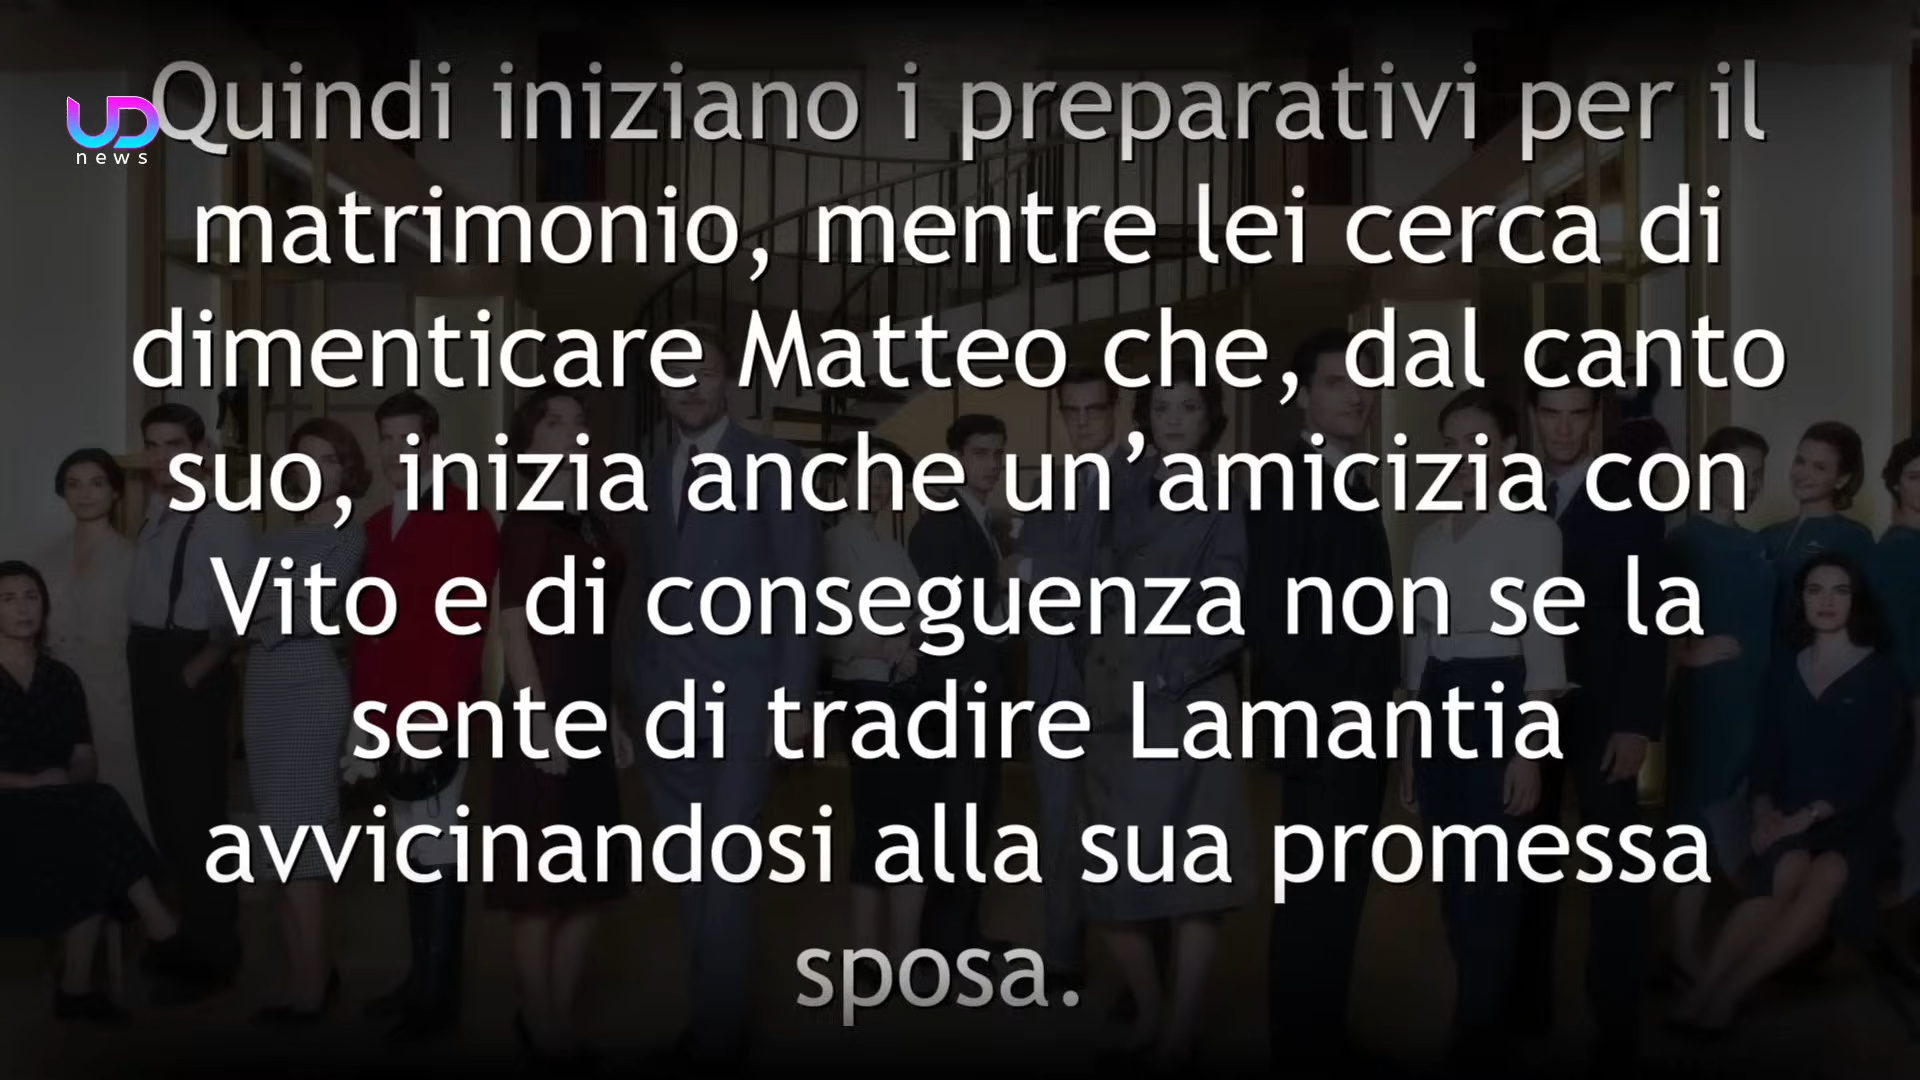 Quindi iniziano i preparativi per il
UD
news
matrimonio, mentre lei cerca di
dimenticare Matteo che, dal canto
suo, inizia anche un’amicizia con
Vito e di conseguenza non se la
sente di tradire Lamantia
avvicinandosi alla sua promessa
sposa.